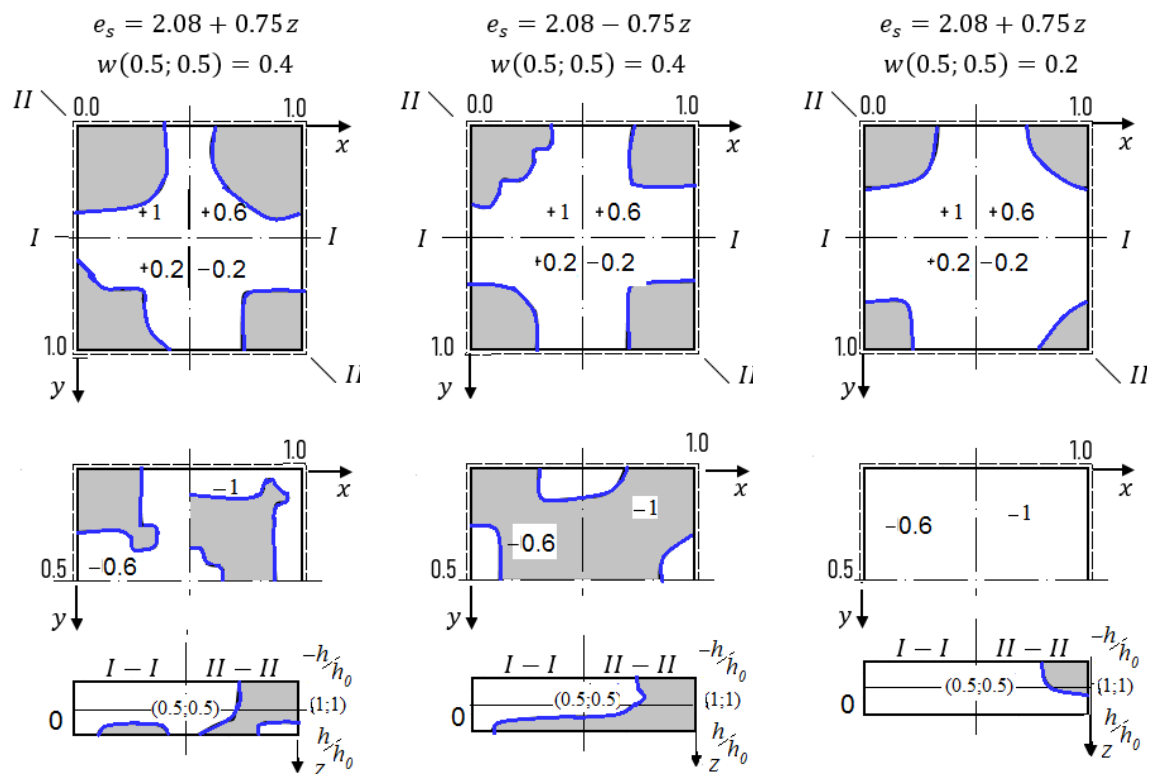 e_s = 2.08 + 0.75z
w(0.5; 0.5) = 0.4
II 0.0 1.0
x
+1 +0.6
I I
+0.2 −0.2
1.0
y II
1.0
x
−1
−0.6
0.5
y
I − I II − II −h/h_0
(0.5;0.5) (1;1)
0
h/h_0
z
e_s = 2.08 − 0.75z
w(0.5; 0.5) = 0.4
II 0.0 1.0
x
+1 +0.6
I I
+0.2 −0.2
1.0
y II
1.0
x
−1
−0.6
0.5
y
I − I II − II −h/h_0
(0.5;0.5) (1;1)
0
h/h_0
z
e_s = 2.08 + 0.75z
w(0.5; 0.5) = 0.2
II 0.0 1.0
x
+1 +0.6
I I
+0.2 −0.2
1.0
y II
1.0
x
−0.6 −1
0.5
y
I − I II − II −h/h_0
(0.5;0.5) (1;1)
0
h/h_0
z